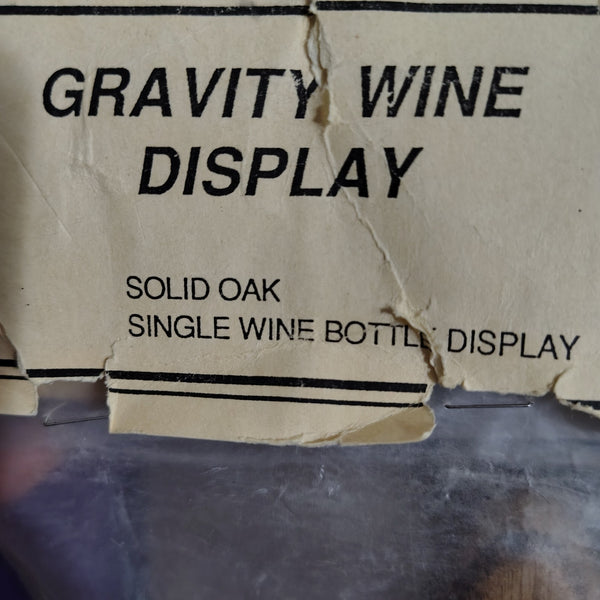 GRAVITY WINE
DISPLAY
SOLID OAK
SINGLE WINE BOTTLE DISPLAY